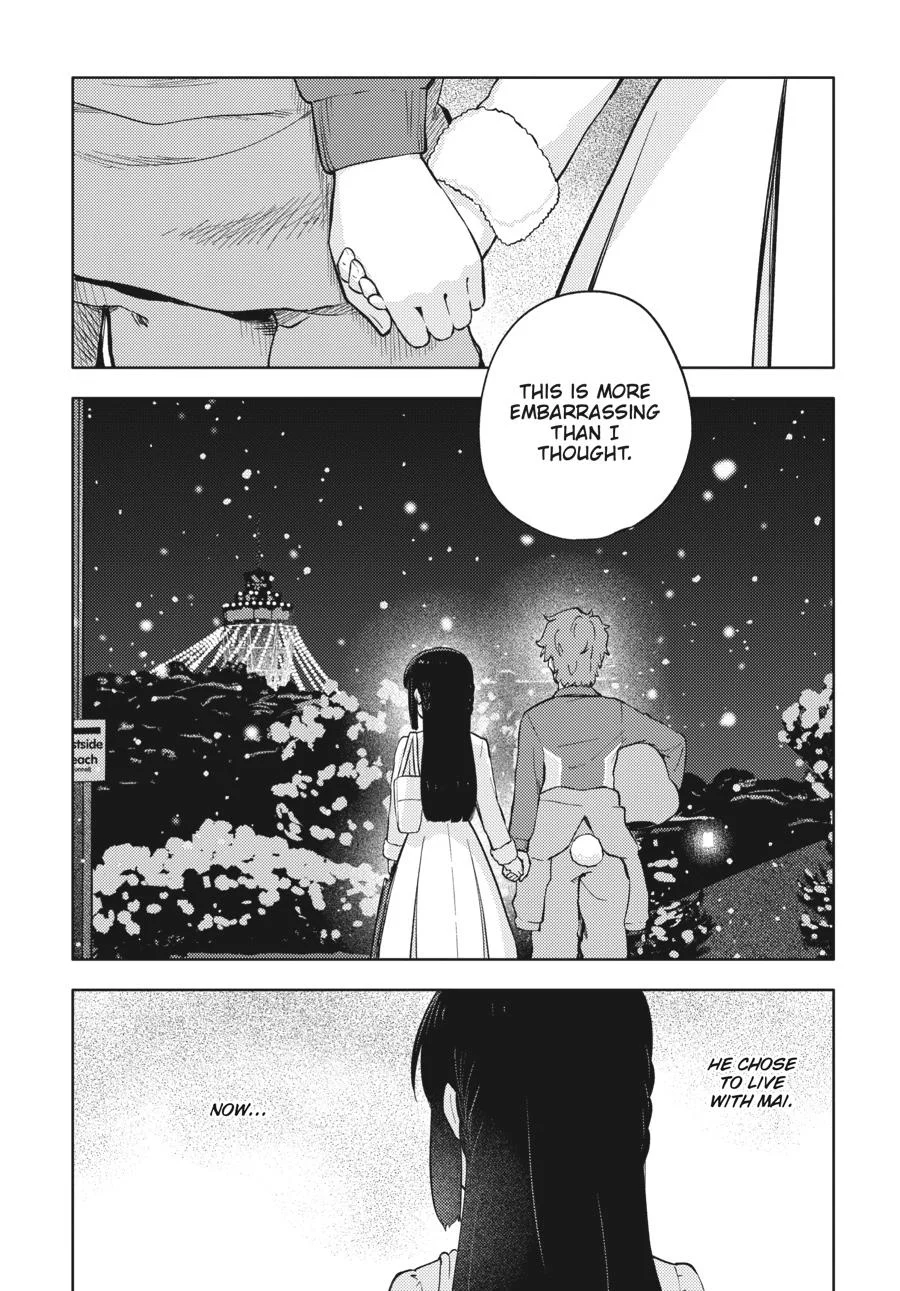 THIS IS MORE
EMBARRASSING
THAN I
THOUGHT.
stside
each
HE CHOSE
TO LIVE
WITH MAI.
NOW...